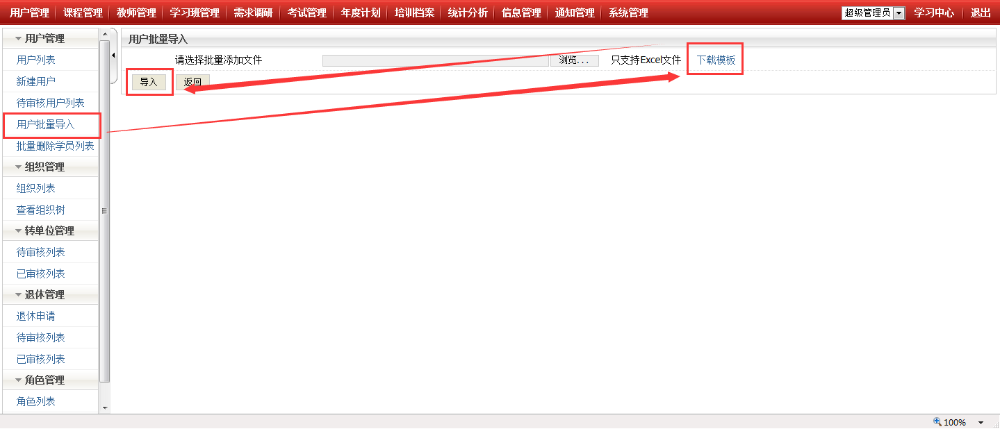 用户管理 课程管理 教师管理 学习班管理 需求调研 考试管理 年度计划 培训档案 统计分析 信息管理 通知管理 系统管理 超级管理员 学习中心 退出
用户管理
用户列表
新建用户
待审核用户列表
用户批量导入
批量删除学员列表
组织管理
组织列表
查看组织树
转单位管理
待审核列表
已审核列表
退休管理
退休申请
待审核列表
已审核列表
角色管理
角色列表
用户批量导入
请选择批量添加文件 浏览... 只支持Excel文件 下载模板
导入 返回
100%